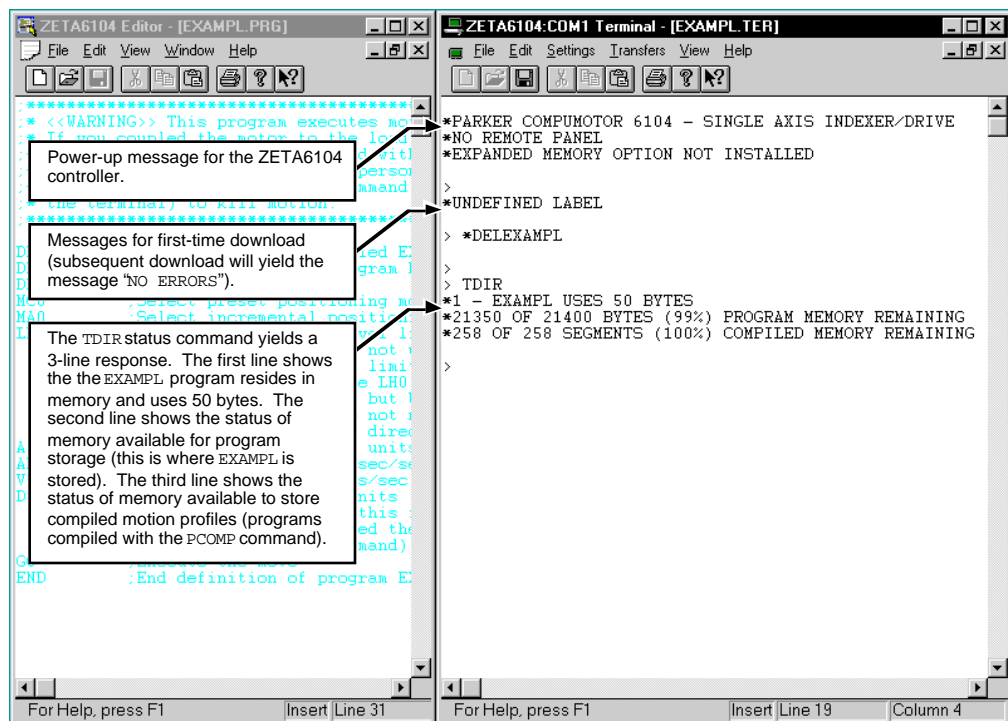 ZETA6104 Editor - [EXAMPL.PRG]
File Edit View Window Help
;****************************************
;* <<WARNING>> This program executes
;* If you coupled the motor to the load
Power-up message for the ZETA6104
controller.
* the terminal) to kill motion.
Messages for first-time download
(subsequent download will yield the
message "NO ERRORS").
MC0 ;Select preset positioning
MA0 ;Select incremental
The TDIR status command yields a
3-line response. The first line shows
the the EXAMPL program resides in
memory and uses 50 bytes. The
second line shows the status of
memory available for program
storage (this is where EXAMPL is
stored). The third line shows the
status of memory available to store
compiled motion profiles (programs
compiled with the PCOMP command).
END ;End definition of program
For Help, press F1 Insert Line 31
ZETA6104:COM1 Terminal - [EXAMPL.TER]
File Edit Settings Transfers View Help
*PARKER COMPUMOTOR 6104 – SINGLE AXIS INDEXER/DRIVE
*NO REMOTE PANEL
*EXPANDED MEMORY OPTION NOT INSTALLED
>
*UNDEFINED LABEL
> *DELEXAMPL
>
> TDIR
*1 – EXAMPL USES 50 BYTES
*21350 OF 21400 BYTES (99%) PROGRAM MEMORY REMAINING
*258 OF 258 SEGMENTS (100%) COMPILED MEMORY REMAINING
>
For Help, press F1 Insert Line 19 Column 4